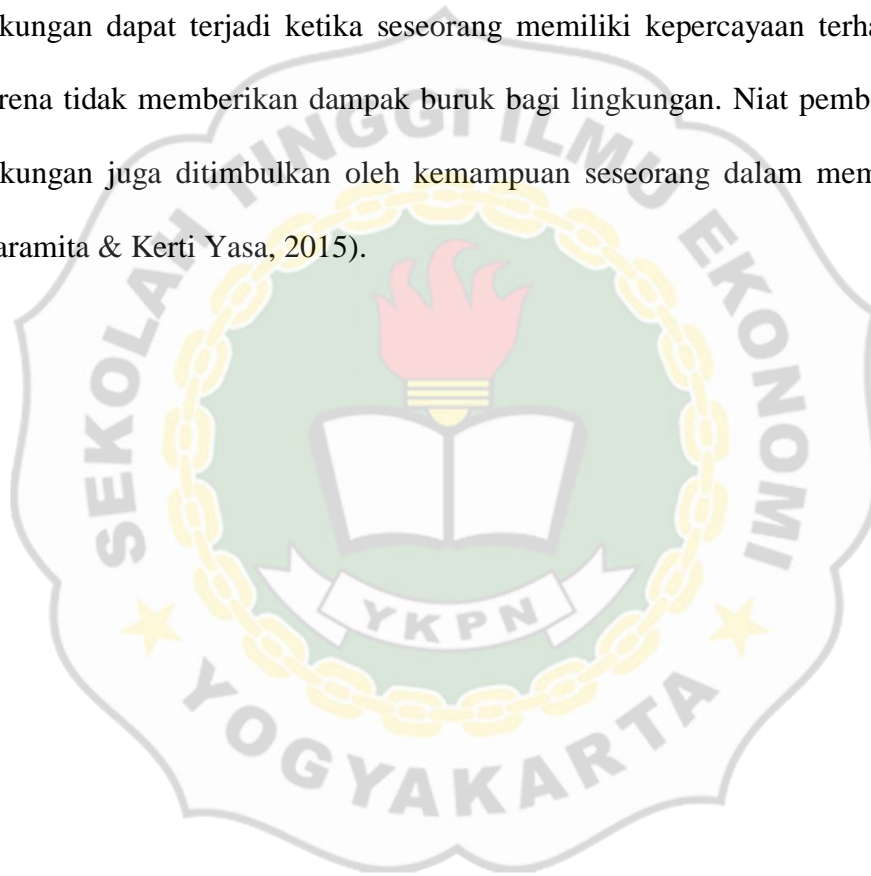 kungan dapat terjadi ketika seseorang memiliki kepercayaan terha
rena tidak memberikan dampak buruk bagi lingkungan. Niat pemb
kungan juga ditimbulkan oleh kemampuan seseorang dalam mem
aramita & Kerti Yasa, 2015).
SEKOLAH TINGGI ILMU EKONOMI
YKPN
YOGYAKARTA